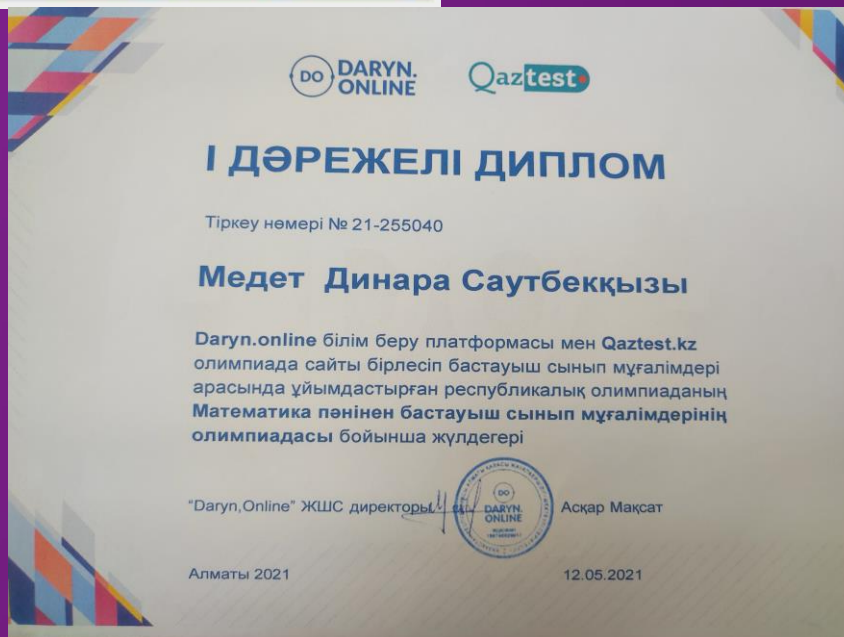 DO DARYN.
ONLINE
Qaztest
І ДӘРЕЖЕЛІ ДИПЛОМ
Тіркеу нөмері № 21-255040
Медет Динара Саутбекқызы
Daryn.online білім беру платформасы мен Qaztest.kz
олимпиада сайты бірлесіп бастауыш сынып мұғалімдері
арасында ұйымдастырған республикалық олимпиаданың
Математика пәнінен бастауыш сынып мұғалімдерінің
олимпиадасы бойынша жүлдегері
"Daryn,Online" ЖШС директоры
DO
DARYN.
ONLINE
Асқар Мақсат
Алматы 2021
12.05.2021